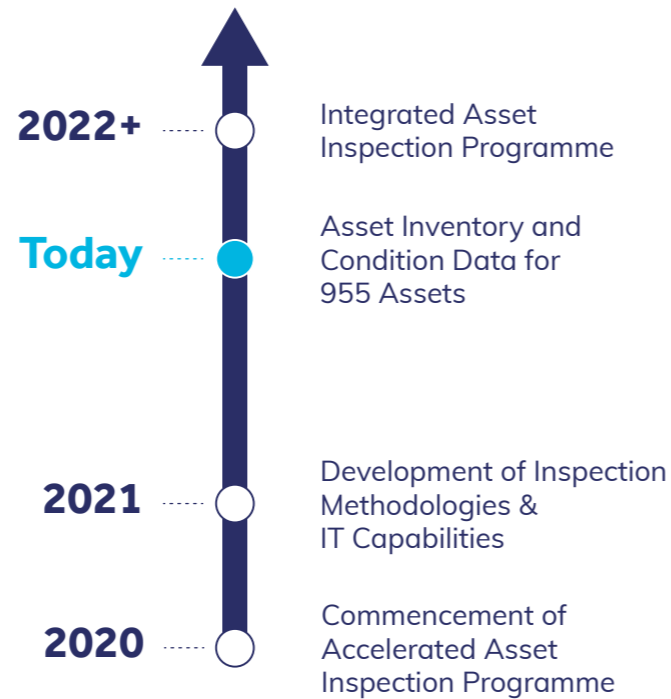 2022+
Integrated Asset
Inspection Programme
Today
Asset Inventory and
Condition Data for
955 Assets
2021
Development of Inspection
Methodologies &
IT Capabilities
2020
Commencement of
Accelerated Asset
Inspection Programme